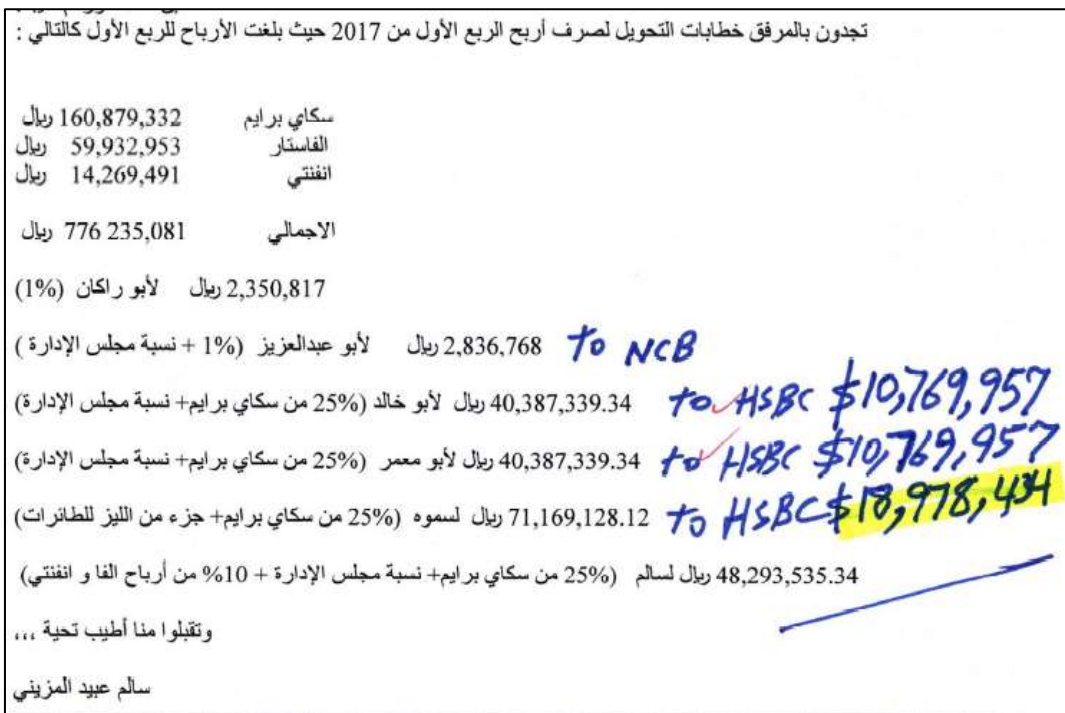 تجدون بالمرفق خطابات التحويل لصرف أربح الربع الأول من 2017 حيث بلغت الأرباح للربع الأول كالتالي :
سكاي برايم 160,879,332 ريال
الفاستار 59,932,953 ريال
انفنتي 14,269,491 ريال
الاجمالي 776 235,081 ريال
2,350,817 ريال لأبو راكان (1%)
2,836,768 ريال لأبو عبدالعزيز (1% + نسبة مجلس الإدارة ) to NCB
40,387,339.34 ريال لأبو خالد (25% من سكاي برايم+ نسبة مجلس الإدارة) to HSBC $10,769,957
40,387,339.34 ريال لأبو معمر (25% من سكاي برايم+ نسبة مجلس الإدارة) to HSBC $10,769,957
71,169,128.12 ريال لسموه (25% من سكاي برايم+ جزء من الليز للطائرات) to HSBC $18,978,434
48,293,535.34 ريال لسالم (25% من سكاي برايم+ نسبة مجلس الإدارة + 10% من أرباح الفا و انفنتي)
وتقبلوا منا أطيب تحية ,,,
سالم عبيد المزيني